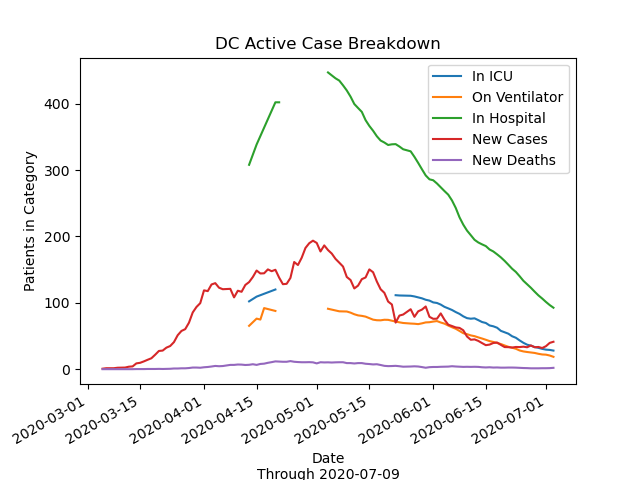 DC Active Case Breakdown
In ICU
On Ventilator
In Hospital
New Cases
New Deaths
Patients in Category
400
300
200
100
0
2020-03-01
2020-03-15
2020-04-01
2020-04-15
2020-05-01
2020-05-15
2020-06-01
2020-06-15
2020-07-01
Date
Through 2020-07-09